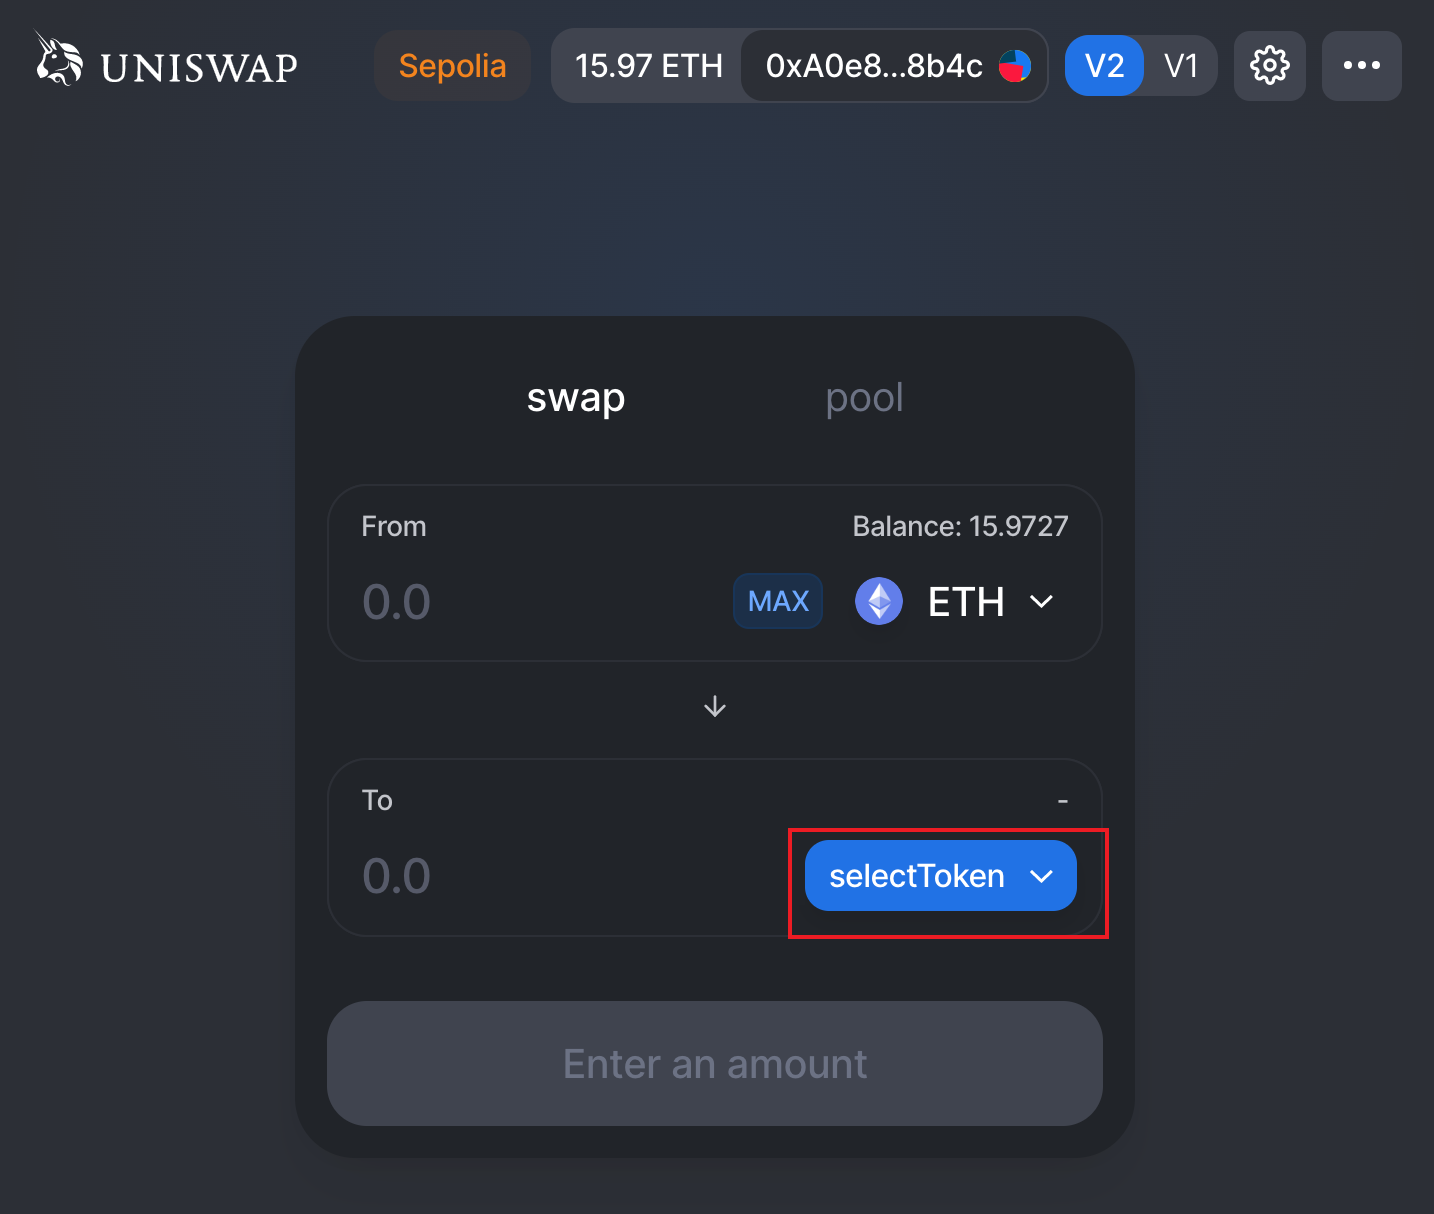 UNISWAP
Sepolia
15.97 ETH
0xA0e8...8b4c
V2
V1
swap
pool
From
Balance: 15.9727
0.0
MAX
ETH
To
-
0.0
selectToken
Enter an amount